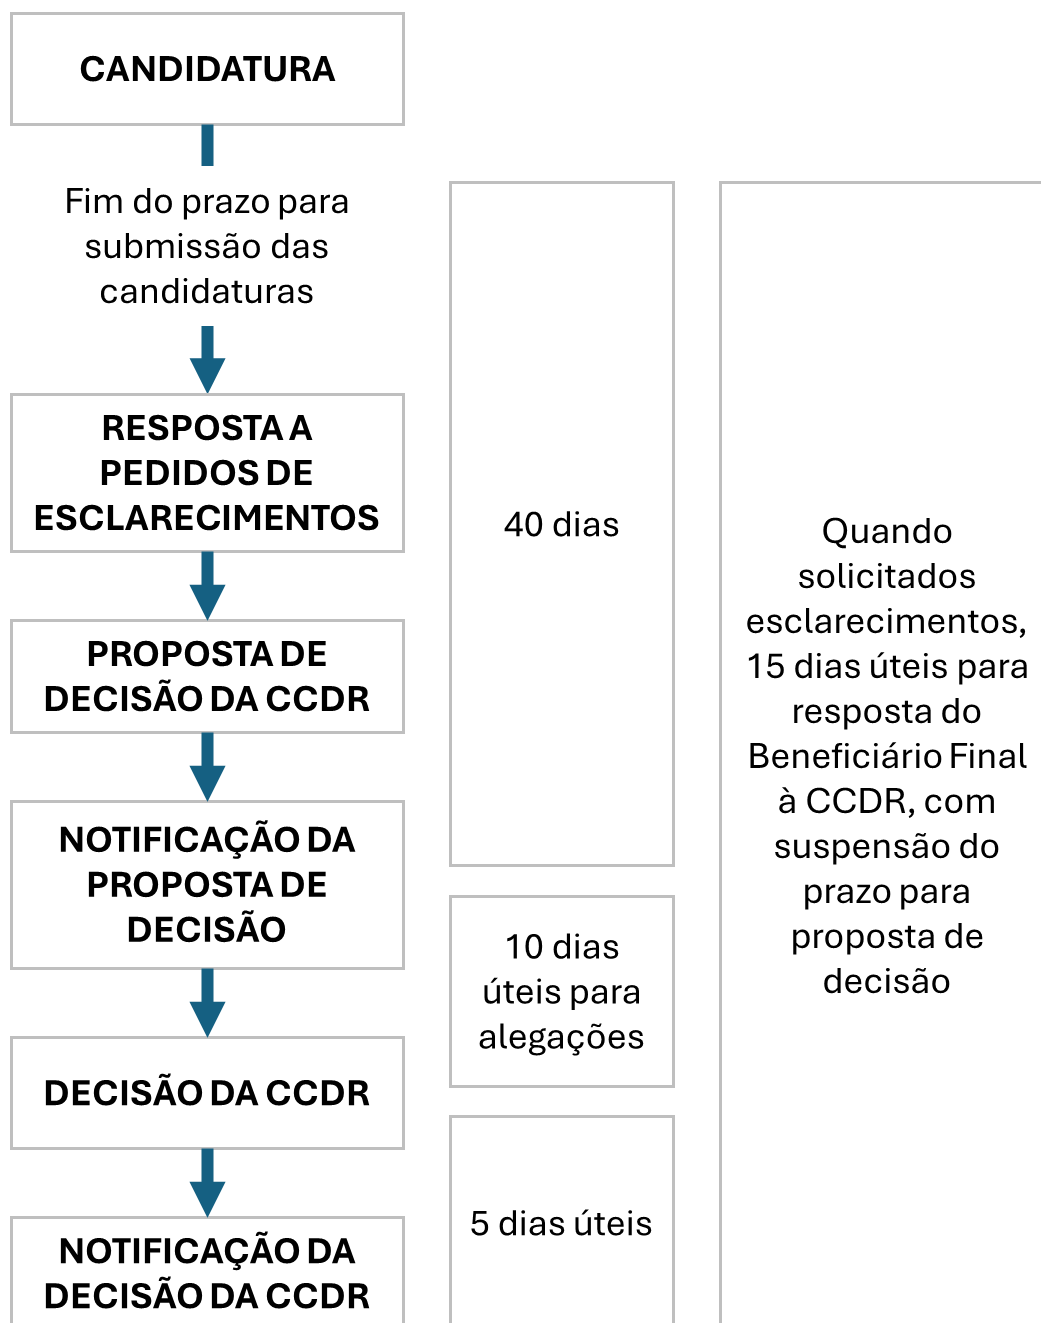 CANDIDATURA
Fim do prazo para
submissão das
candidaturas
RESPOSTA A
PEDIDOS DE
ESCLARECIMENTOS
PROPOSTA DE
DECISÃO DA CCDR
NOTIFICAÇÃO DA
PROPOSTA DE
DECISÃO
DECISÃO DA CCDR
NOTIFICAÇÃO DA
DECISÃO DA CCDR
40 dias
10 dias
úteis para
alegações
5 dias úteis
Quando
solicitados
esclarecimentos,
15 dias úteis para
resposta do
Beneficiário Final
à CCDR, com
suspensão do
prazo para
proposta de
decisão